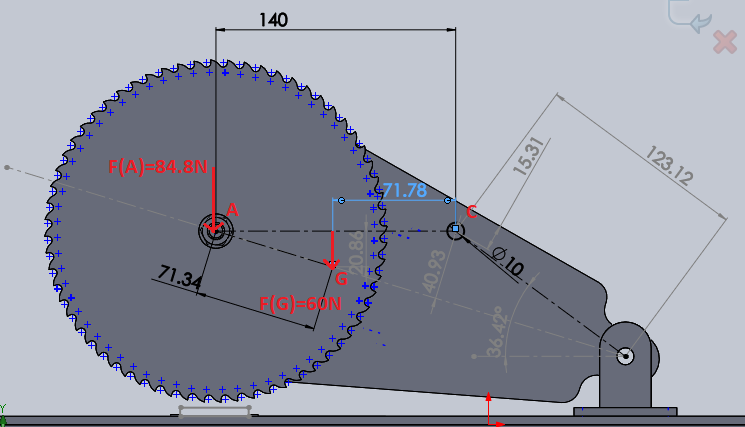 140
F(A)=84.8N
A
71.78
C
15.31
123.12
20.86
40.93
Ø10
71.34
G
F(G)=60N
36.42°
Y